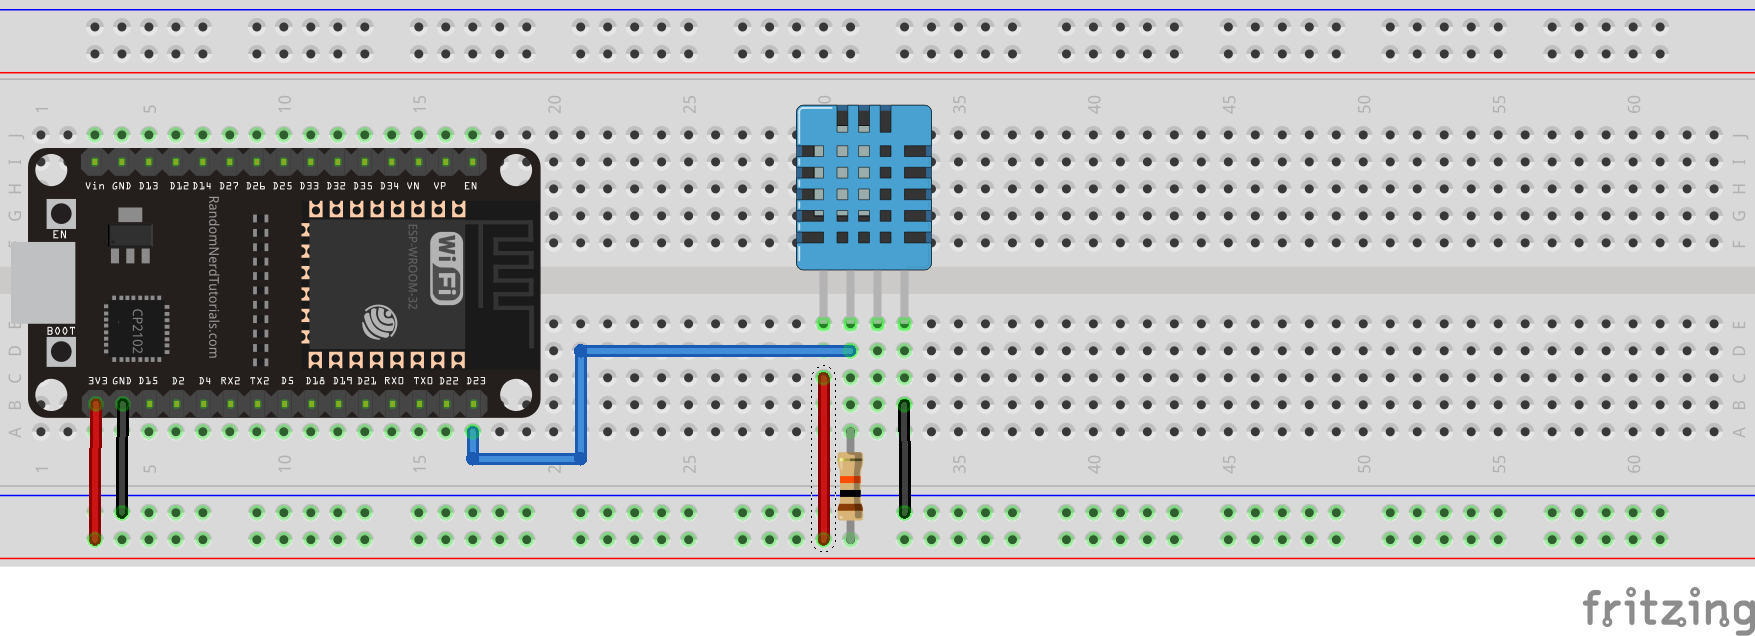 1 5 10 15 20 25 30 35 40 45 50 55 60
J J
I I
H H
G G
F F
Vin GND D13 D12 D14 D27 D26 D25 D33 D32 D35 D34 VN VP EN
EN
RandomNerdTutorials.com
ESP-WROOM-32
WiFi
CP2102
BOOT
3V3 GND D15 D2 D4 RX2 TX2 D5 D18 D19 D21 RX0 TX0 D22 D23
E E
D D
C C
B B
A A
1 5 10 15 20 25 35 40 45 50 55 60
fritzing